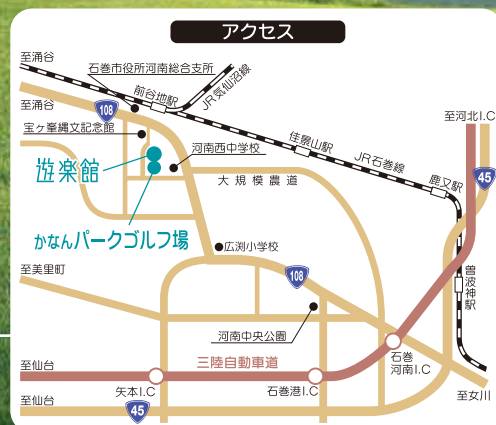 アクセス
至涌谷
石巻市役所河南総合支所
前谷地駅
JR気仙沼線
至涌谷
108
宝ヶ峯縄文記念館
河南西中学校
佳景山駅
JR石巻線
至河北I.C
鹿又駅
45
遊楽館
大規模農道
かなんパークゴルフ場
広渕小学校
至美里町
108
曽波神駅
河南中央公園
至仙台
三陸自動車道
石巻
河南I.C
矢本I.C
石巻港I.C
至女川
至仙台
45